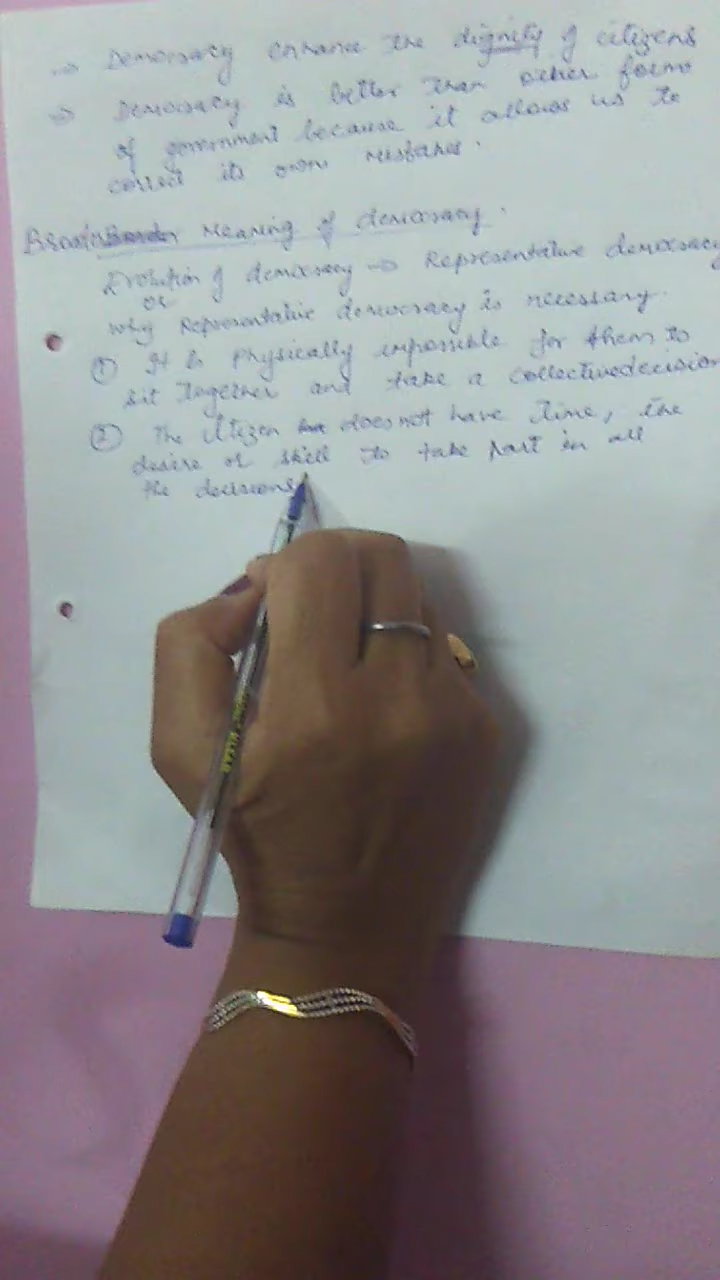 → Democracy enhance the dignity of citizens
→ Democracy is better than other forms
of government because it allows us to
correct its own mistakes.
Broader Meaning of democracy.
Evolution of democracy → Representative democracy
or
why Representative democracy is necessary.
① It is physically impossible for them to
sit together and take a collective decision
② The citizen does not have time, the
desire or skill to take part in all
the decisions